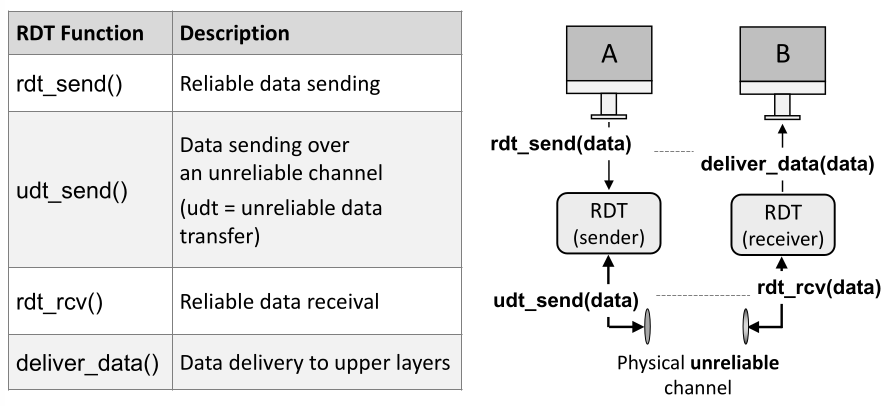 RDT Function Description
rdt_send() Reliable data sending
udt_send() Data sending over
an unreliable channel
(udt = unreliable data
transfer)
rdt_rcv() Reliable data receival
deliver_data() Data delivery to upper layers
A B
rdt_send(data)
deliver_data(data)
RDT
(sender)
RDT
(receiver)
udt_send(data)
rdt_rcv(data)
Physical unreliable
channel